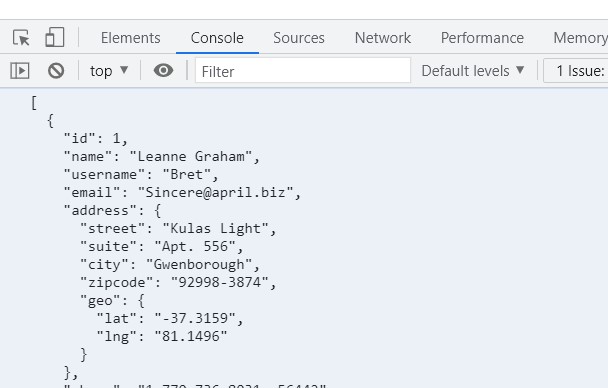 Elements Console Sources Network Performance Memory
top ▼ Filter Default levels ▼ 1 Issue:
[
  {
    "id": 1,
    "name": "Leanne Graham",
    "username": "Bret",
    "email": "Sincere@april.biz",
    "address": {
      "street": "Kulas Light",
      "suite": "Apt. 556",
      "city": "Gwenborough",
      "zipcode": "92998-3874",
      "geo": {
        "lat": "-37.3159",
        "lng": "81.1496"
      }
    },